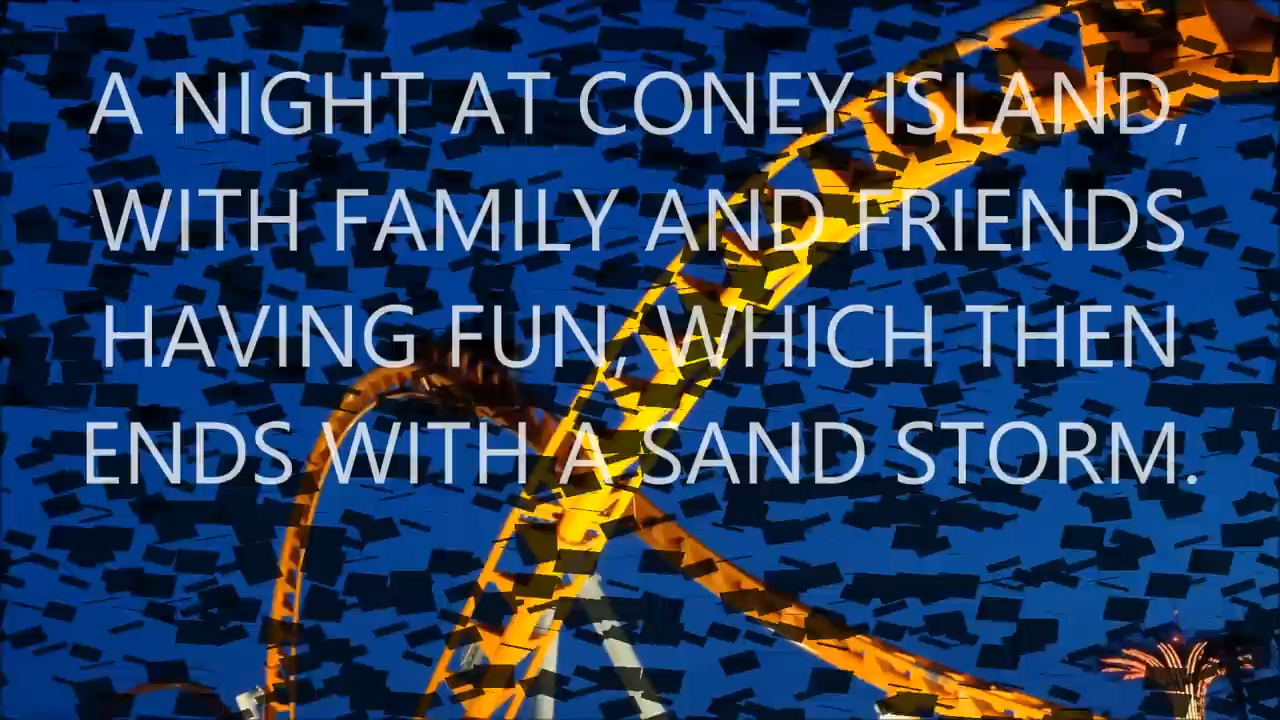 A NIGHT AT CONEY ISLAND,
WITH FAMILY AND FRIENDS
HAVING FUN, WHICH THEN
ENDS WITH A SAND STORM.